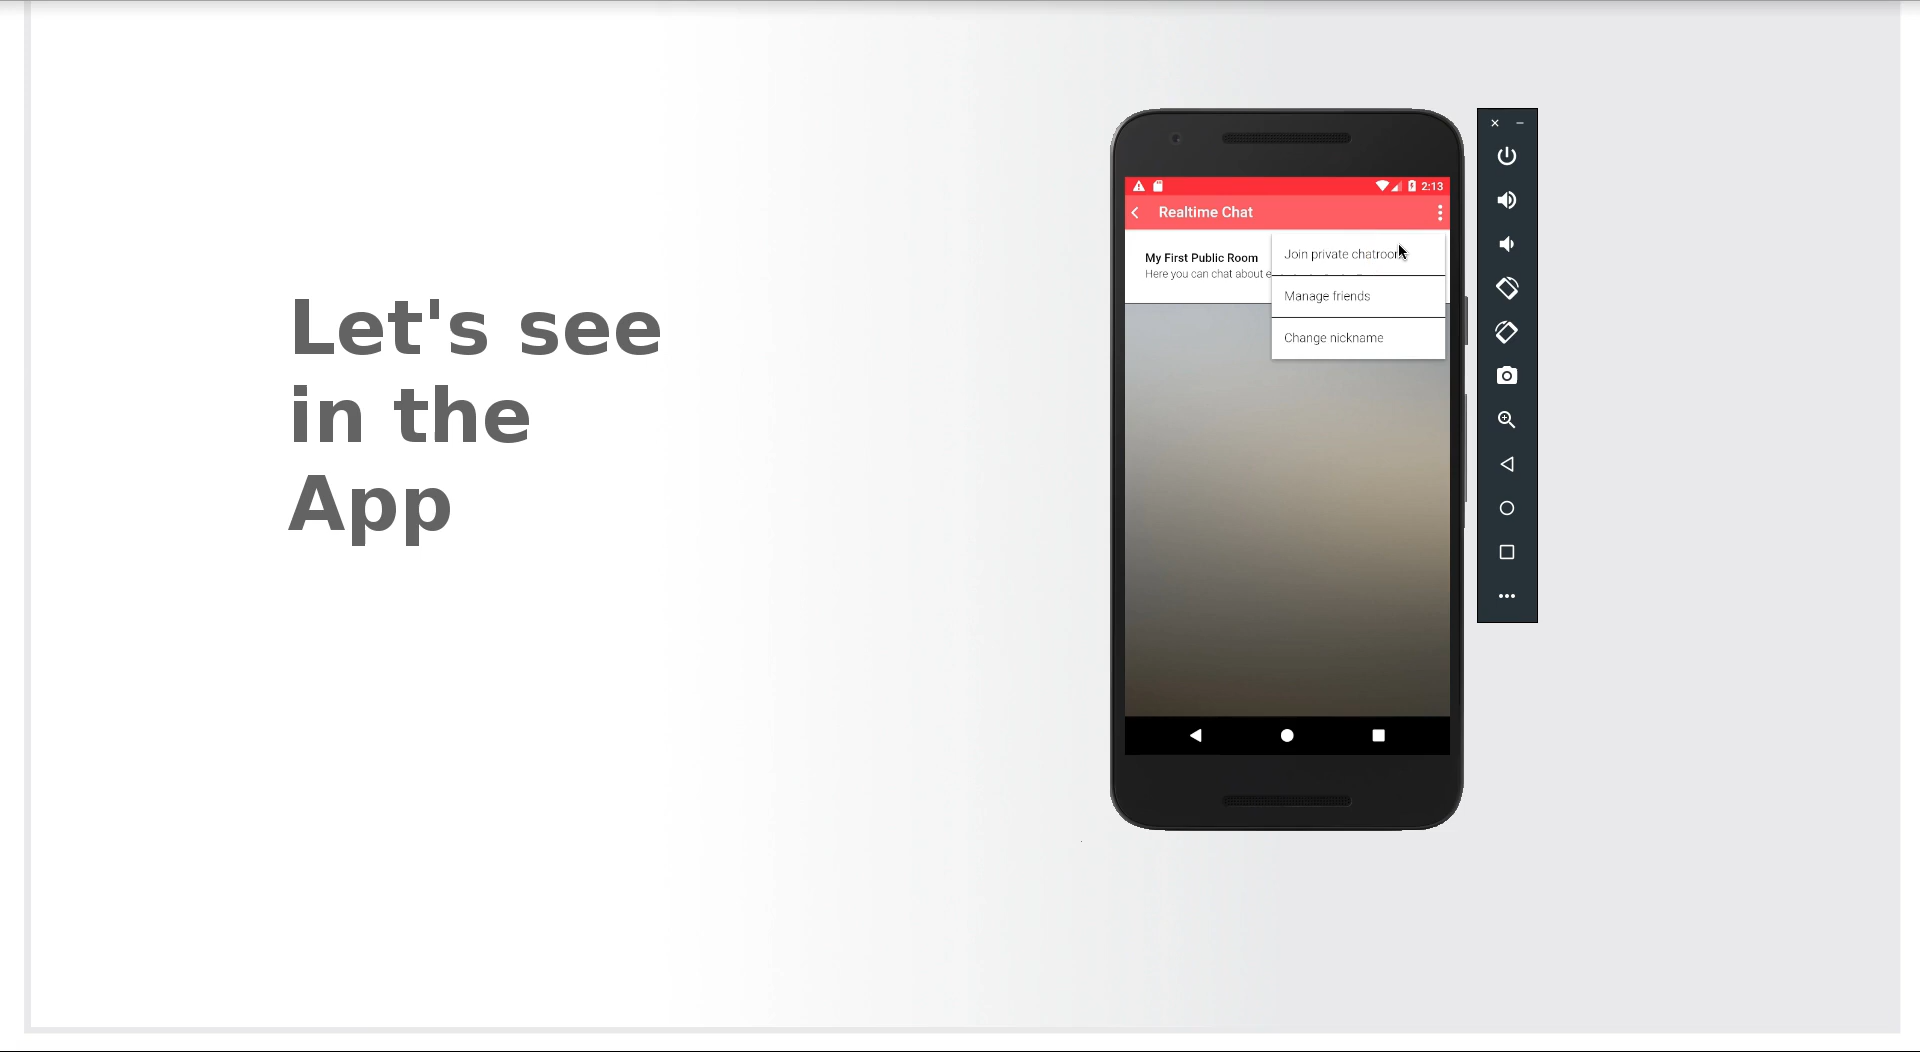 Let's see
in the
App
2:13
Realtime Chat
My First Public Room
Here you can chat about
Join private chatroom
Manage friends
Change nickname